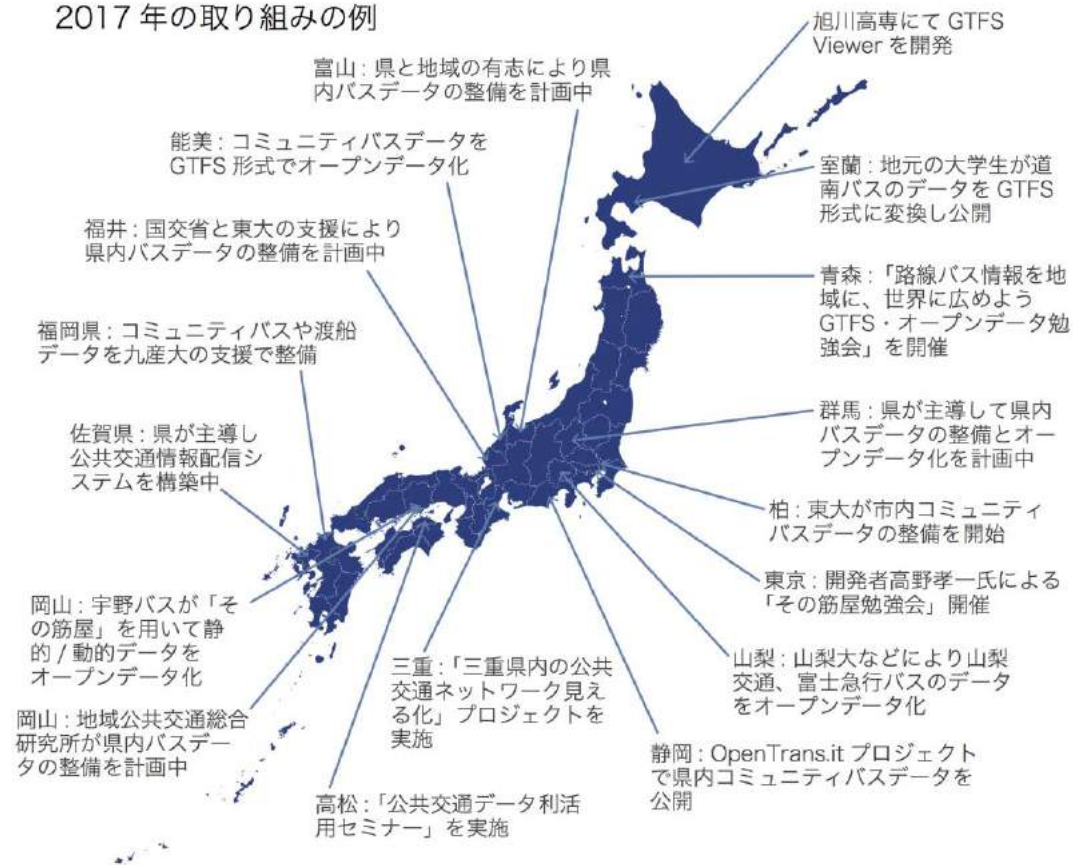 2017 年の取り組みの例
旭川高専にて GTFS
Viewer を開発
富山 : 県と地域の有志により県
内バスデータの整備を計画中
能美 : コミュニティバスデータを
GTFS 形式でオープンデータ化
室蘭 : 地元の大学生が道
南バスのデータを GTFS
形式に変換し公開
福井 : 国交省と東大の支援により
県内バスデータの整備を計画中
青森 : 「路線バス情報を地
域に、世界に広めよう
GTFS・オープンデータ勉
強会」を開催
福岡県 : コミュニティバスや渡船
データを九産大の支援で整備
群馬 : 県が主導して県内
バスデータの整備とオー
プンデータ化を計画中
佐賀県 : 県が主導し
公共交通情報配信シ
ステムを構築中
柏 : 東大が市内コミュニティ
バスデータの整備を開始
東京 : 開発者高野孝一氏による
「その筋屋勉強会」開催
岡山 : 宇野バスが「そ
の筋屋」を用いて静
的 / 動的データを
オープンデータ化
山梨 : 山梨大などにより山梨
交通、富士急行バスのデータ
をオープンデータ化
三重 : 「三重県内の公共
交通ネットワーク見え
る化」プロジェクトを
実施
岡山 : 地域公共交通総合
研究所が県内バスデー
タの整備を計画中
静岡 : OpenTrans.it プロジェクト
で県内コミュニティバスデータを
公開
高松 : 「公共交通データ利活
用セミナー」を実施